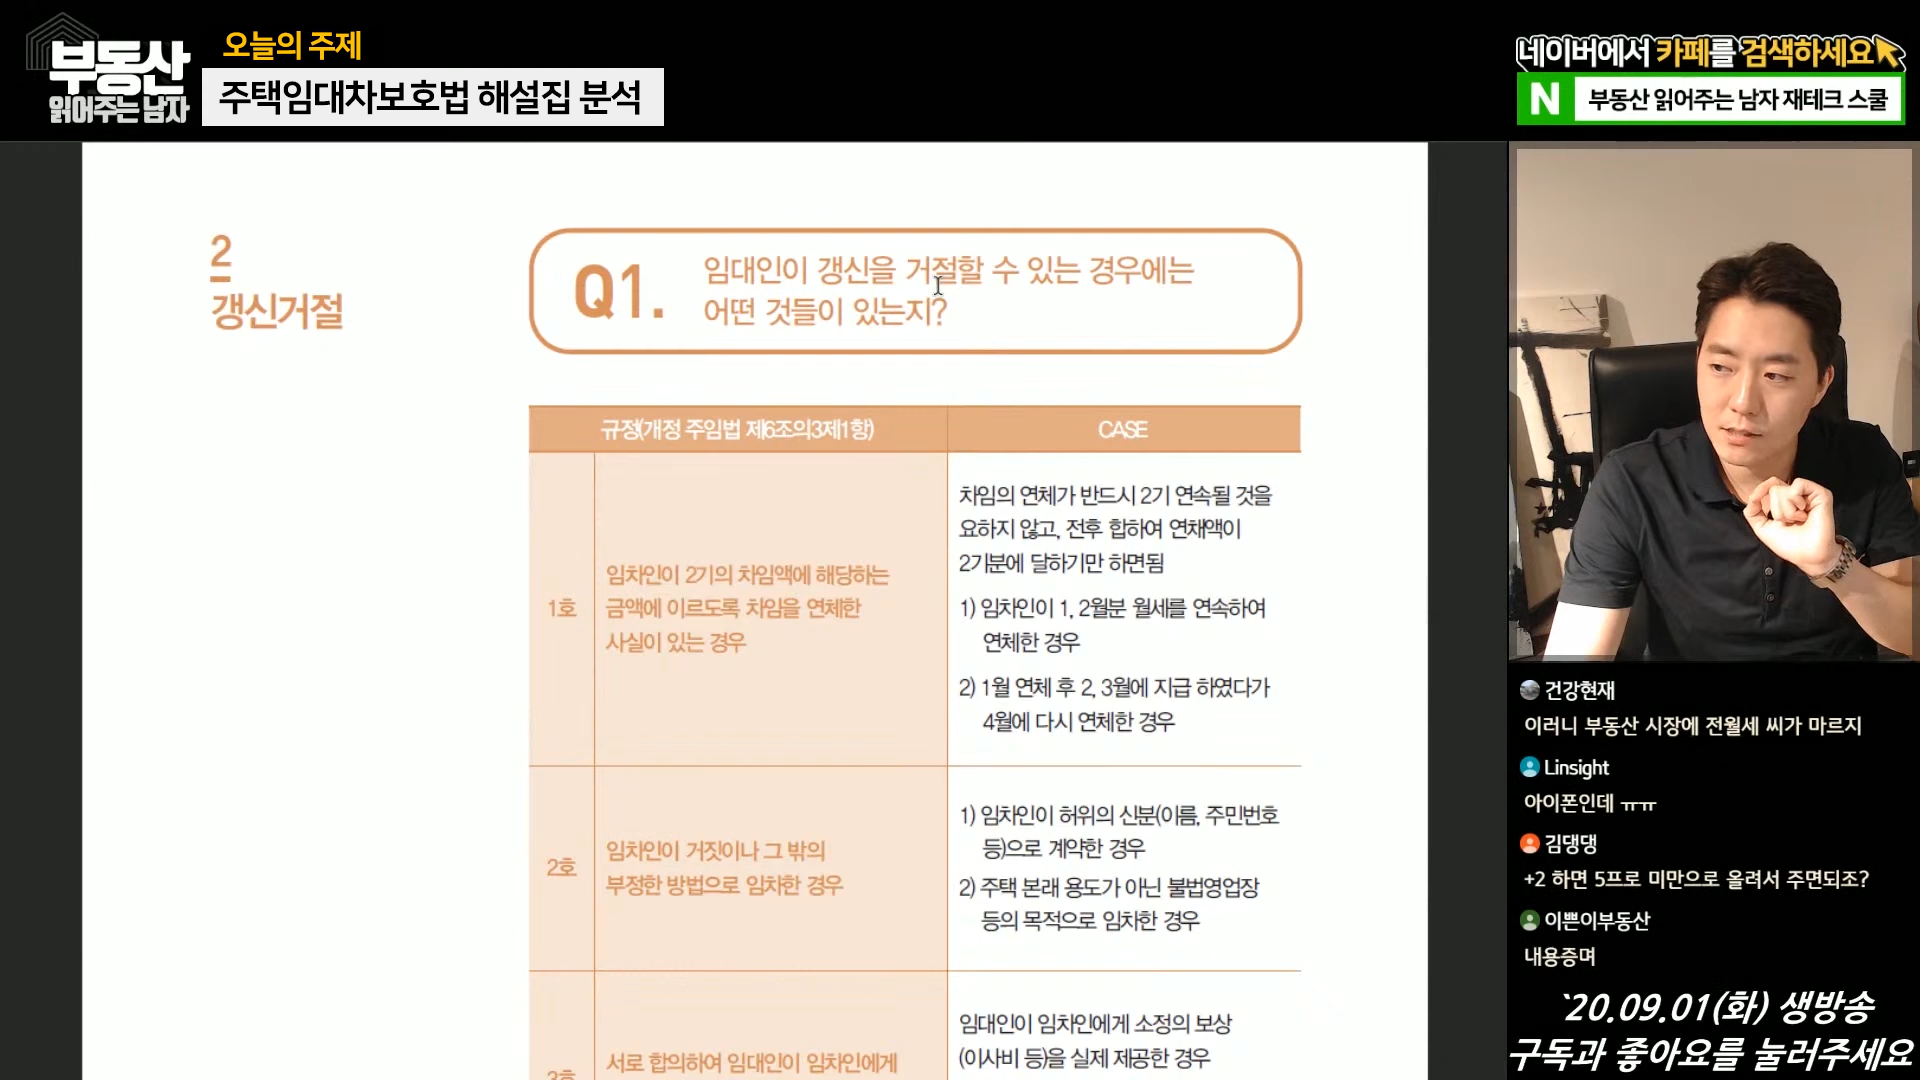 부동산
읽어주는 남자
오늘의 주제
주택임대차보호법 해설집 분석
네이버에서 카페를 검색하세요
N 부동산 읽어주는 남자 재테크 스쿨
2
갱신거절
Q1. 임대인이 갱신을 거절할 수 있는 경우에는
어떤 것들이 있는지?
규정(개정 주임법 제6조의3제1항)
CASE
1호
임차인이 2기의 차임액에 해당하는
금액에 이르도록 차임을 연체한
사실이 있는 경우
차임의 연체가 반드시 2기 연속될 것을
요하지 않고, 전후 합하여 연채액이
2기분에 달하기만 하면됨
1) 임차인이 1, 2월분 월세를 연속하여
연체한 경우
2) 1월 연체 후 2, 3월에 지급 하였다가
4월에 다시 연체한 경우
2호
임차인이 거짓이나 그 밖의
부정한 방법으로 임차한 경우
1) 임차인이 허위의 신분(이름, 주민번호
등)으로 계약한 경우
2) 주택 본래 용도가 아닌 불법영업장
등의 목적으로 임차한 경우
3호
서로 합의하여 임대인이 임차인에게
임대인이 임차인에게 소정의 보상
(이사비 등)을 실제 제공한 경우
건강현재
이러니 부동산 시장에 전월세 씨가 마르지
Linsight
아이폰인데 ㅠㅠ
김댕댕
+2 하면 5프로 미만으로 올려서 주면되조?
이쁜이부동산
내용증며
`20.09.01(화) 생방송
구독과 좋아요를 눌러주세요